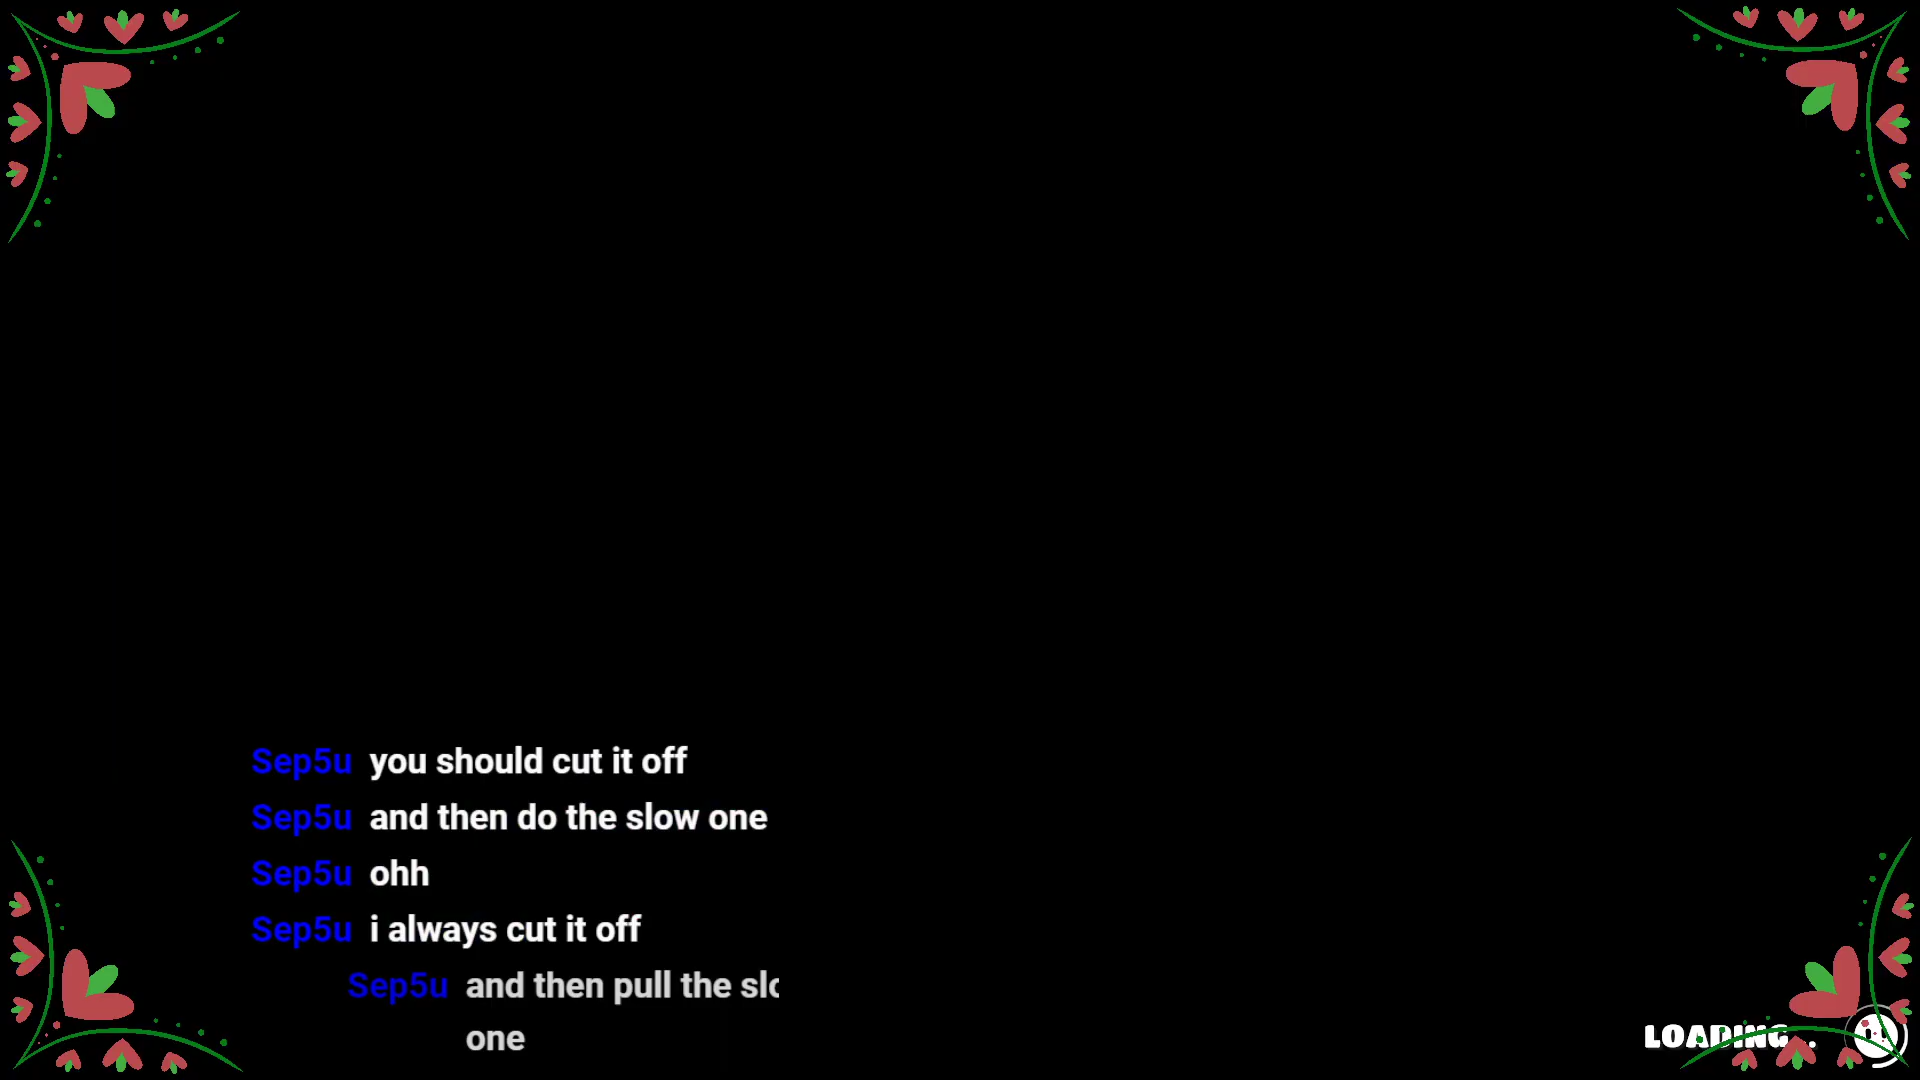 Sep5u you should cut it off
Sep5u and then do the slow one
Sep5u ohh
Sep5u i always cut it off
Sep5u and then pull the
one
LOADING..